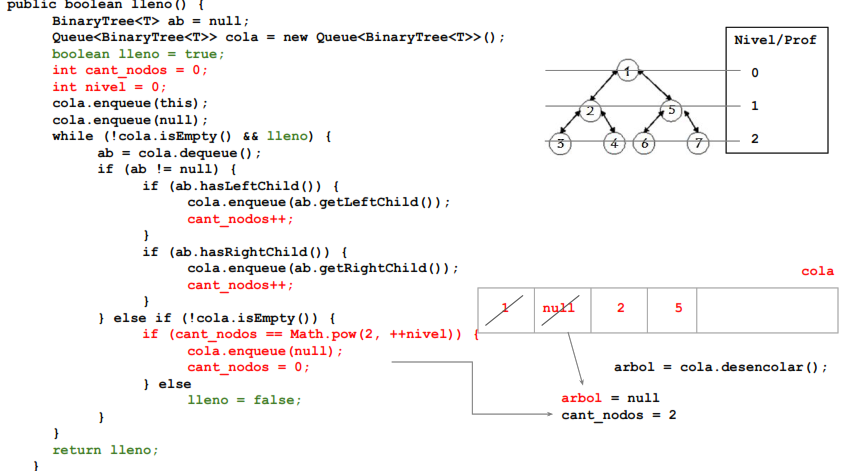 public boolean lleno() {
BinaryTree<T> ab = null;
Queue<BinaryTree<T>> cola = new Queue<BinaryTree<T>>();
boolean lleno = true;
int cant_nodos = 0;
int nivel = 0;
cola.enqueue(this);
cola.enqueue(null);
while (!cola.isEmpty() && lleno) {
ab = cola.dequeue();
if (ab != null) {
if (ab.hasLeftChild()) {
cola.enqueue(ab.getLeftChild());
cant_nodos++;
}
if (ab.hasRightChild()) {
cola.enqueue(ab.getRightChild());
cant_nodos++;
}
} else if (!cola.isEmpty()) {
if (cant_nodos == Math.pow(2, ++nivel)) {
cola.enqueue(null);
cant_nodos = 0;
} else
lleno = false;
}
}
return lleno;
}
Nivel/Prof
1 0
2 5 1
3 4 6 7 2
cola
1 null 2 5
arbol = cola.desencolar();
arbol = null
cant_nodos = 2